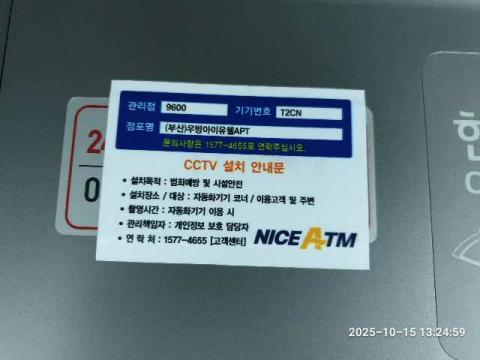 관리점 9600 기기번호 T2CN
점포명 (부산)우방아이유쉘APT
문의사항은 1577-4655로 연락주십시오.
CCTV 설치 안내문
• 설치목적 : 범죄예방 및 시설안전
• 설치장소 / 대상 : 자동화기기 코너 / 이용고객 및 주변
• 촬영시간 : 자동화기기 이용 시
• 관리책임자 : 개인정보 보호 담당자
• 연 락 처 : 1577-4655 [고객센터]
NICE ATM
2025-10-15 13:24:59